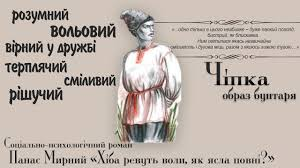 розумний
вольовий
вірний у дружбі
терплячий
сміливий
рішучий
Чіпка
образ бунтаря
Соціально-психологічний роман
Панас Мирний «Хіба ревуть воли, як ясла повні?»